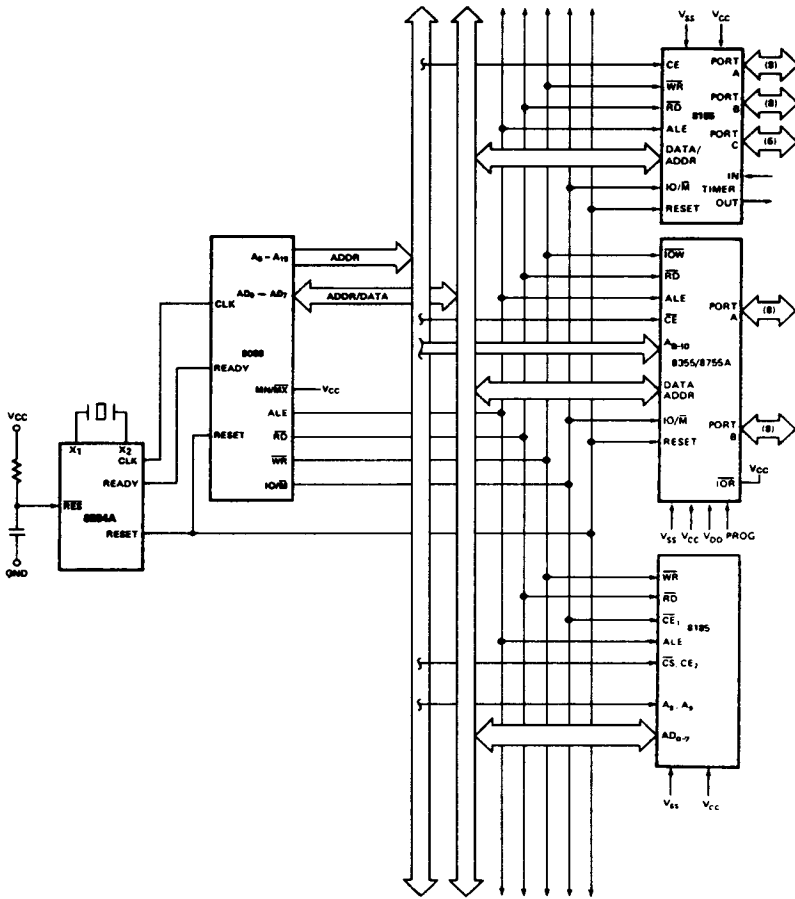 VSS VCC
CE
WR
RD
ALE
DATA/
ADDR
IO/M
RESET
PORT
A
(8)
PORT
B
(8)
PORT
C
(6)
IN
TIMER
OUT
A8 – A15
ADDR
AD0 – AD7
ADDR/DATA
CLK
8088
READY
MN/MX
VCC
ALE
RESET
RD
WR
IO/M
VCC
X1 X2
CLK
READY
RES
8284A
RESET
GND
IOW
RD
ALE
CE
A8-10
8355/8755A
DATA
ADDR
IO/M
RESET
PORT
A
(8)
PORT
B
(8)
VCC
IOR
VSS VCC VDD PROG
WR
RD
8185
CE1
ALE
CS, CE2
A8, A9
AD0-7
VSS VCC